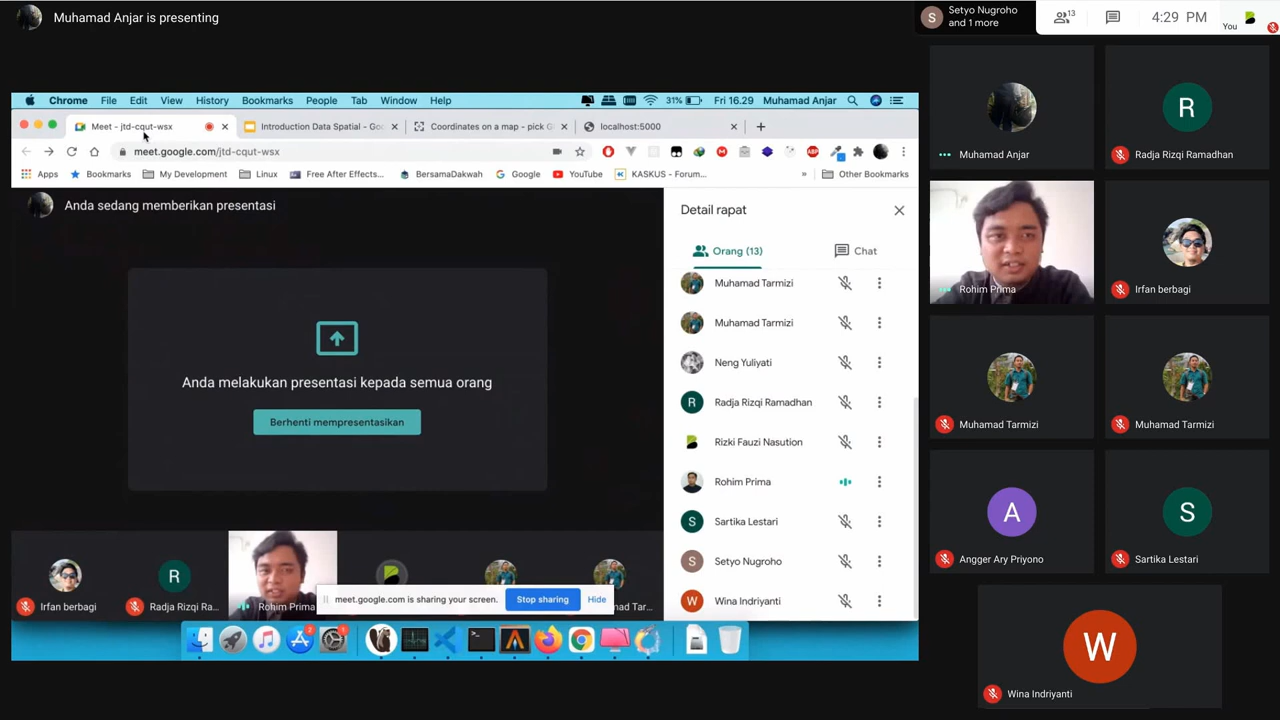 Muhamad Anjar is presenting
S
Setyo Nugroho
and 1 more
13
4:29 PM
You
Chrome File Edit View History Bookmarks People Tab Window Help
31% Fri 16.29 Muhamad Anjar
Meet - jtd-cqut-wsx
Introduction Data Spatial - Goo
Coordinates on a map - pick G
localhost:5000
meet.google.com/jtd-cqut-wsx
ABP
Apps Bookmarks My Development Linux Free After Effects... BersamaDakwah Google YouTube KASKUS - Forum... » Other Bookmarks
Anda sedang memberikan presentasi
Anda melakukan presentasi kepada semua orang
Berhenti mempresentasikan
Detail rapat
Orang (13)
Chat
Muhamad Tarmizi
Muhamad Tarmizi
Neng Yuliyati
R Radja Rizqi Ramadhan
Rizki Fauzi Nasution
Rohim Prima
S Sartika Lestari
S Setyo Nugroho
W Wina Indriyanti
Irfan berbagi
R
Radja Rizqi Ra...
Rohim Prima
ad Tar...
meet.google.com is sharing your screen.
Stop sharing
Hide
2
1
Muhamad Anjar
R
Radja Rizqi Ramadhan
Rohim Prima
Irfan berbagi
Muhamad Tarmizi
Muhamad Tarmizi
A
Angger Ary Priyono
S
Sartika Lestari
W
Wina Indriyanti